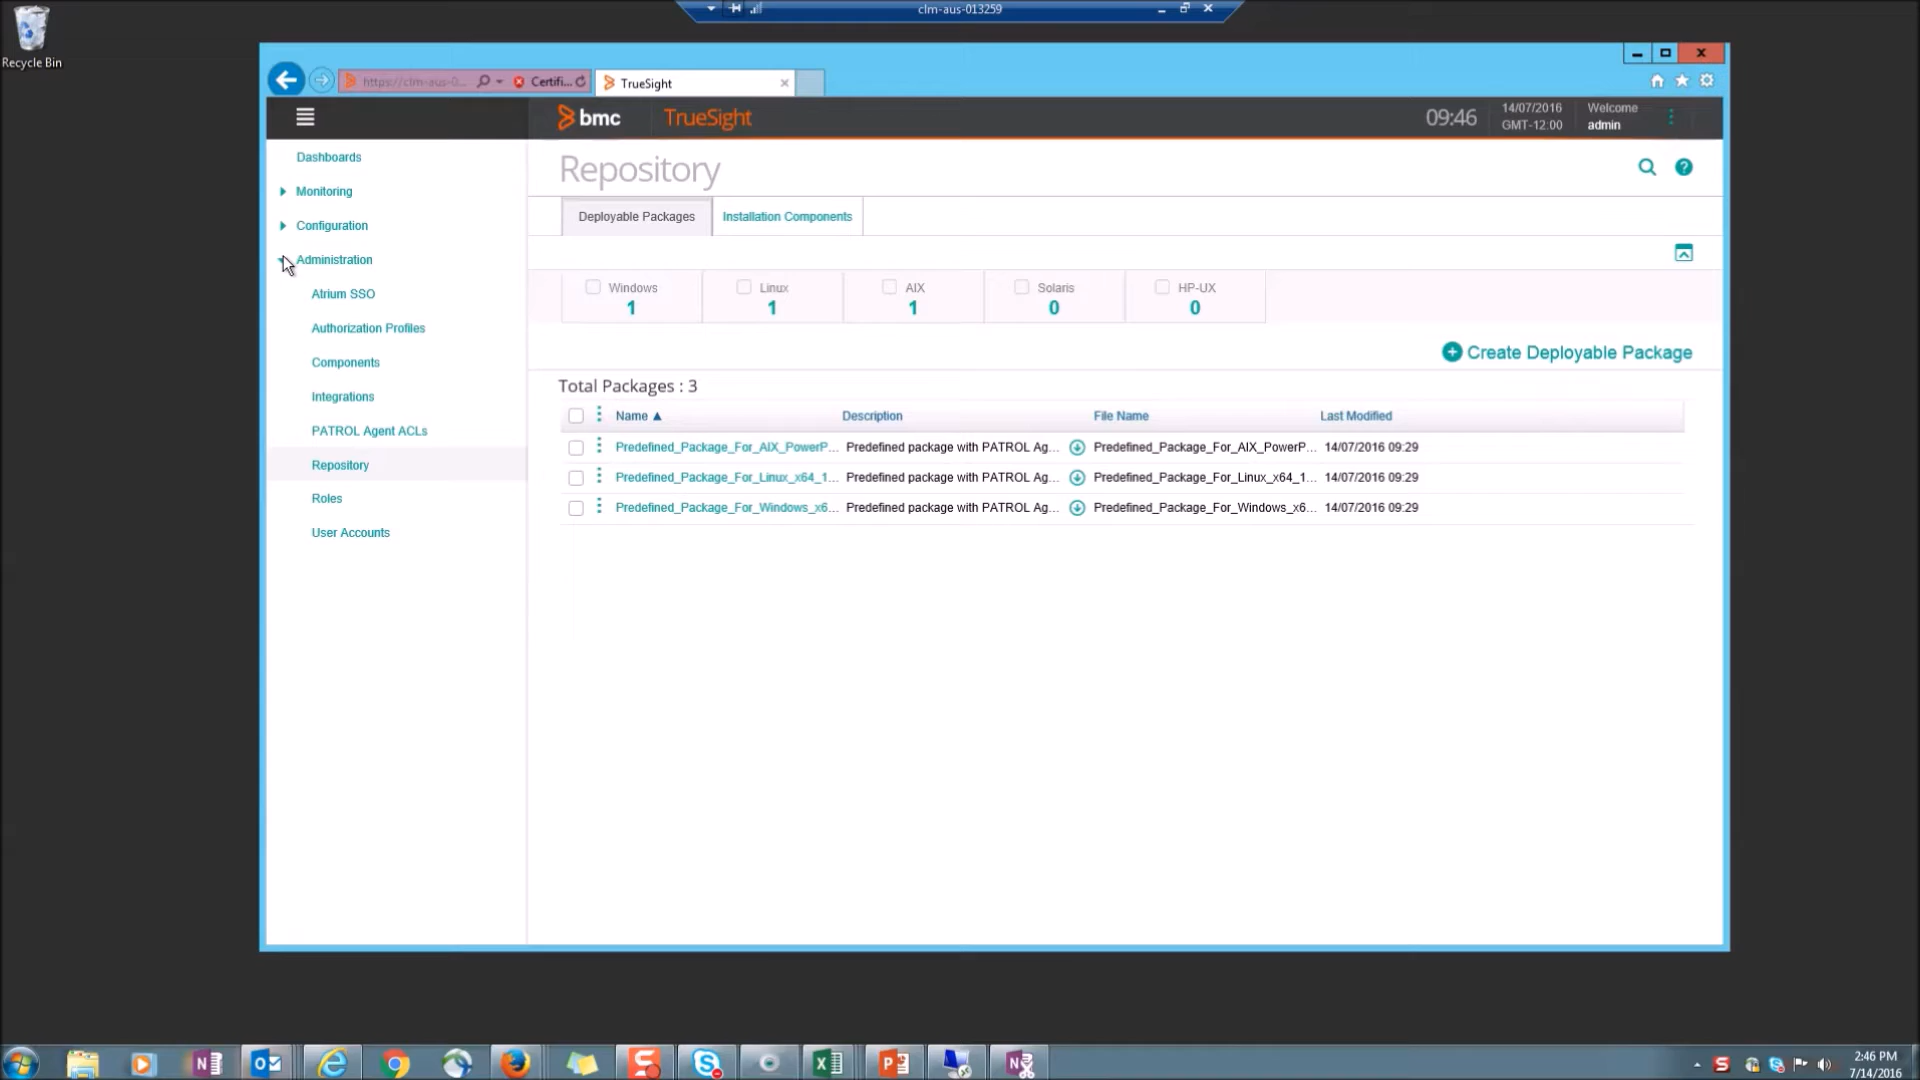 clm-aus-013259
Recycle Bin
https://clm-aus-0... Certifi... TrueSight
bmc TrueSight 09:46 14/07/2016 GMT-12:00 Welcome admin
Dashboards
Monitoring
Configuration
Administration
Atrium SSO
Authorization Profiles
Components
Integrations
PATROL Agent ACLs
Repository
Roles
User Accounts
Repository
Deployable Packages Installation Components
Windows Linux AIX Solaris HP-UX
1 1 1 0 0
Create Deployable Package
Total Packages : 3
Name Description File Name Last Modified
Predefined_Package_For_AIX_PowerP... Predefined package with PATROL Ag... Predefined_Package_For_AIX_PowerP... 14/07/2016 09:29
Predefined_Package_For_Linux_x64_1... Predefined package with PATROL Ag... Predefined_Package_For_Linux_x64_1... 14/07/2016 09:29
Predefined_Package_For_Windows_x6... Predefined package with PATROL Ag... Predefined_Package_For_Windows_x6... 14/07/2016 09:29
2:46 PM
7/14/2016